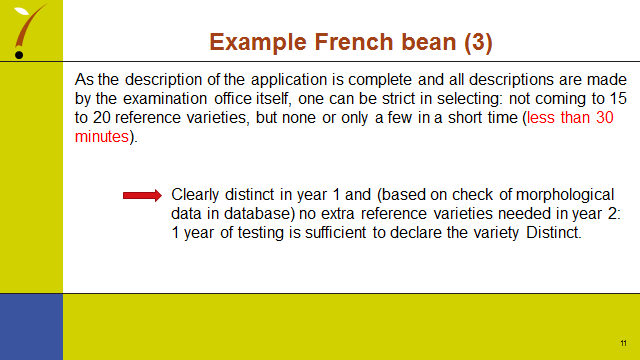 Example French bean (3)
As the description of the application is complete and all descriptions are made
by the examination office itself, one can be strict in selecting: not coming to 15
to 20 reference varieties, but none or only a few in a short time (less than 30
minutes).
Clearly distinct in year 1 and (based on check of morphological
data in database) no extra reference varieties needed in year 2:
1 year of testing is sufficient to declare the variety Distinct.
11